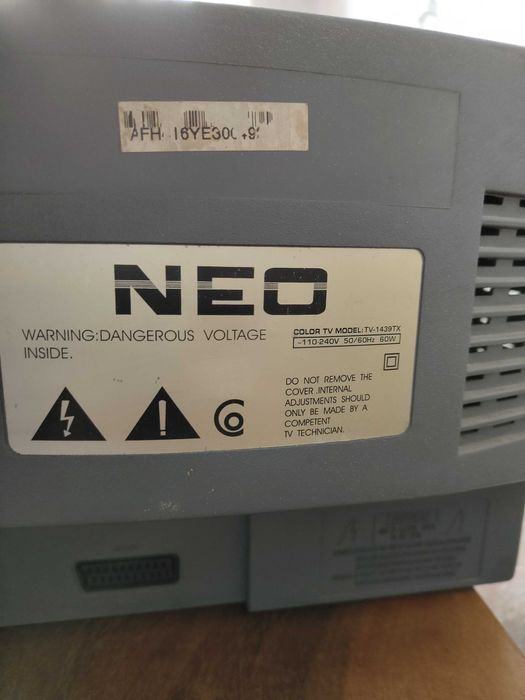 NEO
WARNING:DANGEROUS VOLTAGE
INSIDE.
COLOR TV MODEL:TV-1439TX
~110-240V 50/60Hz 60W
DO NOT REMOVE THE
COVER .INTERNAL
ADJUSTMENTS SHOULD
ONLY BE MADE BY A
COMPETENT
TV TECHNICIAN.